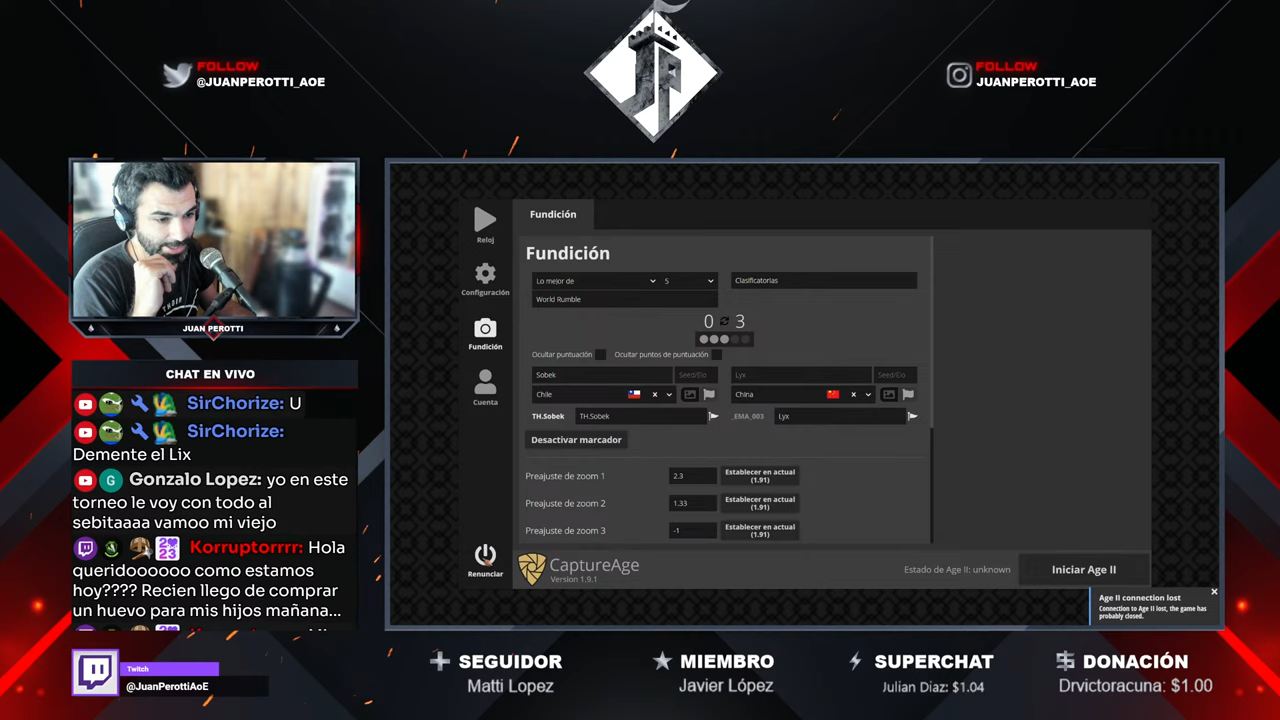 FOLLOW
@JUANPEROTTI_AOE
FOLLOW
JUANPEROTTI_AOE
JP
JUAN PEROTTI
CHAT EN VIVO
SirChorize: U
SirChorize:
Demente el Lix
Gonzalo Lopez: yo en este
torneo le voy con todo al
sebitaaaa vamoo mi viejo
Korruptorrrr: Hola
queridoooooo como estamos
hoy???? Recien llego de comprar
un huevo para mis hijos mañana...
Twitch
@JuanPerottiAoE
Reloj
Configuración
Fundición
Cuenta
Renunciar
Fundición
Fundición
Lo mejor de
5
Clasificatorias
World Rumble
0 3
Ocultar puntuación
Ocultar puntos de puntuación
Sobek
Seed/Elo
Lyx
Seed/Elo
Chile
China
TH.Sobek
TH.Sobek
_EMA_003
Lyx
Desactivar marcador
Preajuste de zoom 1
2.3
Establecer en actual
(1.91)
Preajuste de zoom 2
1.33
Establecer en actual
(1.91)
Preajuste de zoom 3
-1
Establecer en actual
(1.91)
CaptureAge
Version 1.9.1
Estado de Age II: unknown
Iniciar Age II
Age II connection lost
Connection to Age II lost, the game has
probably closed.
SEGUIDOR
Matti Lopez
MIEMBRO
Javier López
SUPERCHAT
Julian Diaz: $1.04
DONACIÓN
Drvictoracuna: $1.00